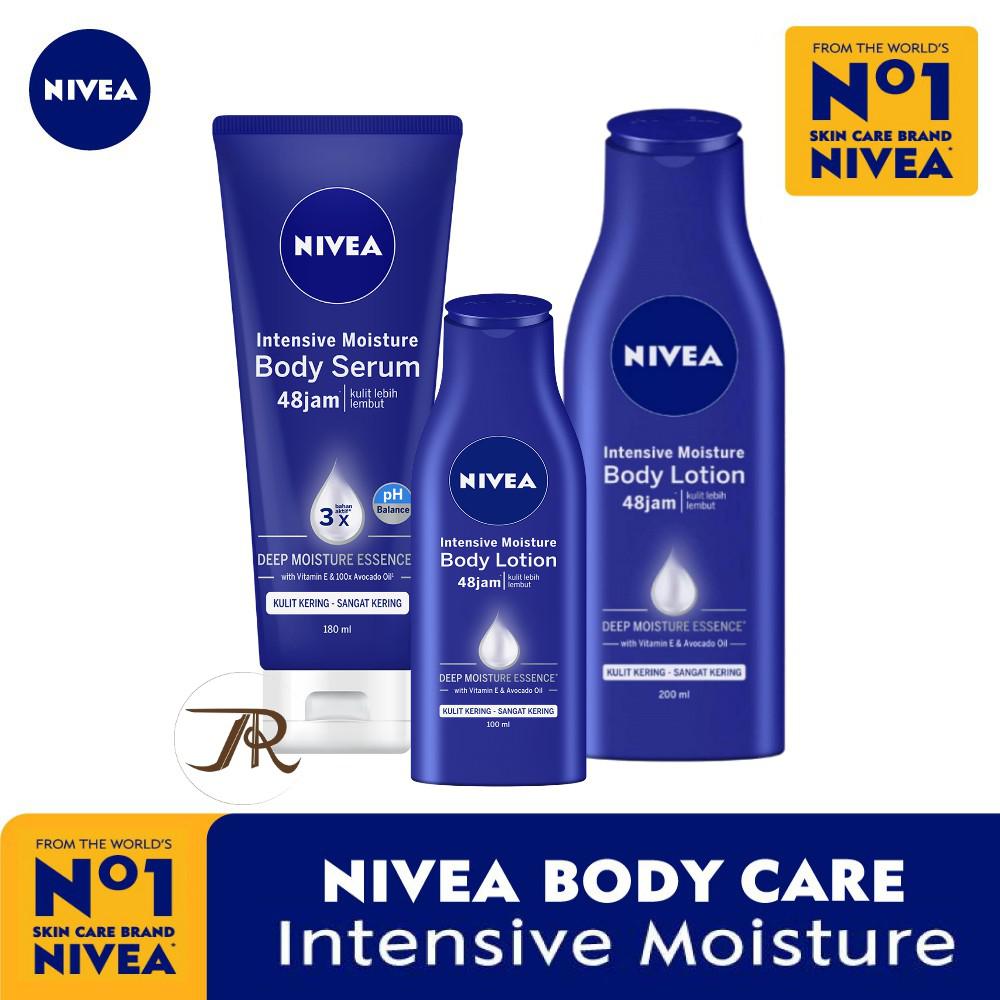 NIVEA
FROM THE WORLD'S
Nº1
SKIN CARE BRAND
NIVEA*
NIVEA
Intensive Moisture
Body Serum
48jam*
kulit lebih
lembut
3x
bahan
aktif*
pH
Balance
DEEP MOISTURE ESSENCE
with Vitamin E & 100x Avocado Oil¹
KULIT KERING - SANGAT KERING
180 ml
NIVEA
Intensive Moisture
Body Lotion
48jam*
kulit lebih
lembut
DEEP MOISTURE ESSENCE*
with Vitamin E & Avocado Oil
KULIT KERING - SANGAT KERING
100 ml
NIVEA
Intensive Moisture
Body Lotion
48jam*
kulit lebih
lembut
DEEP MOISTURE ESSENCE*
with Vitamin E & Avocado Oil
KULIT KERING - SANGAT KERING
200 ml
FROM THE WORLD'S
Nº1
SKIN CARE BRAND
NIVEA*
NIVEA BODY CARE
Intensive Moisture